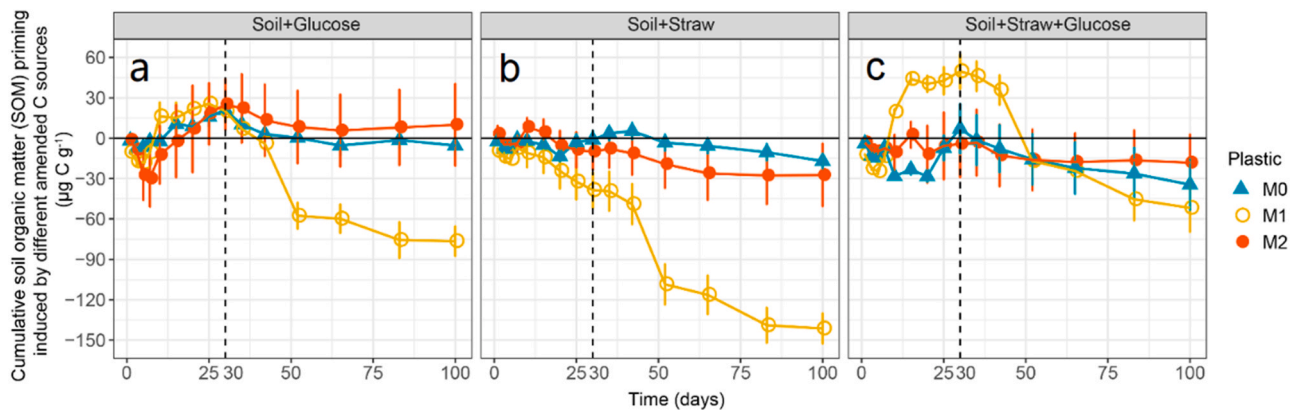 Soil+Glucose
Soil+Straw
Soil+Straw+Glucose
Cumulative soil organic matter (SOM) priming
induced by different amended C sources
(µg C g⁻¹)
60
30
0
−30
−60
−90
−120
−150
a
b
c
0 25 30 50 75 100
0 25 30 50 75 100
0 25 30 50 75 100
Time (days)
Plastic
M0
M1
M2